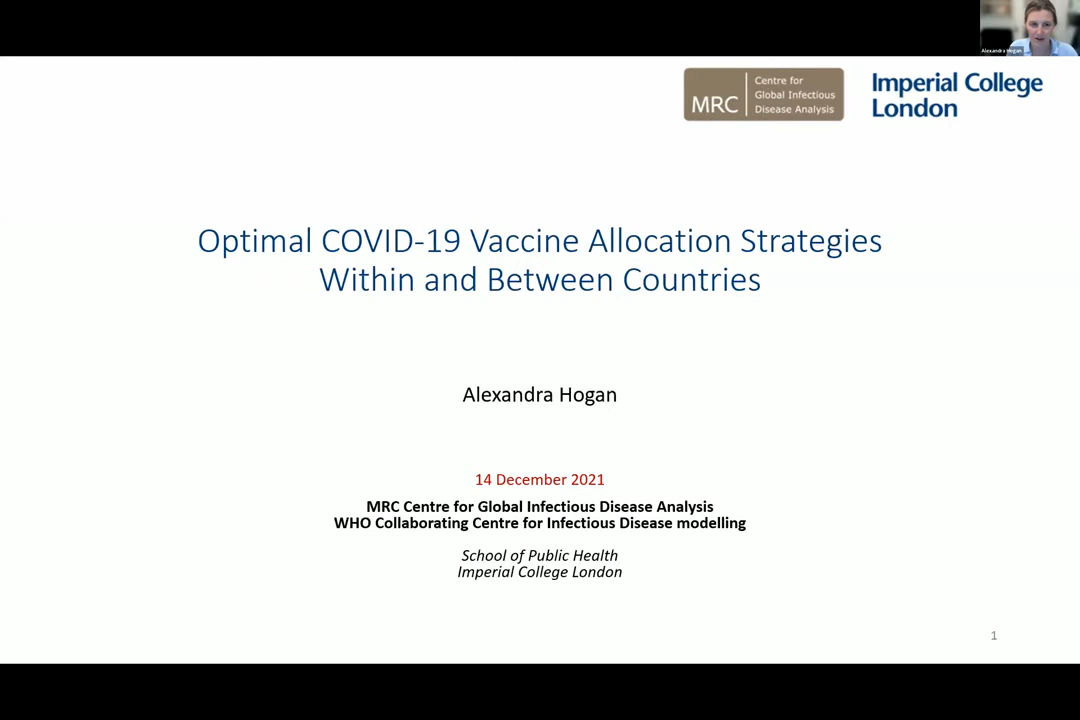 Alexandra Hogan
MRC
Centre for
Global Infectious
Disease Analysis
Imperial College
London
Optimal COVID-19 Vaccine Allocation Strategies
Within and Between Countries
Alexandra Hogan
14 December 2021
MRC Centre for Global Infectious Disease Analysis
WHO Collaborating Centre for Infectious Disease modelling
School of Public Health
Imperial College London
1